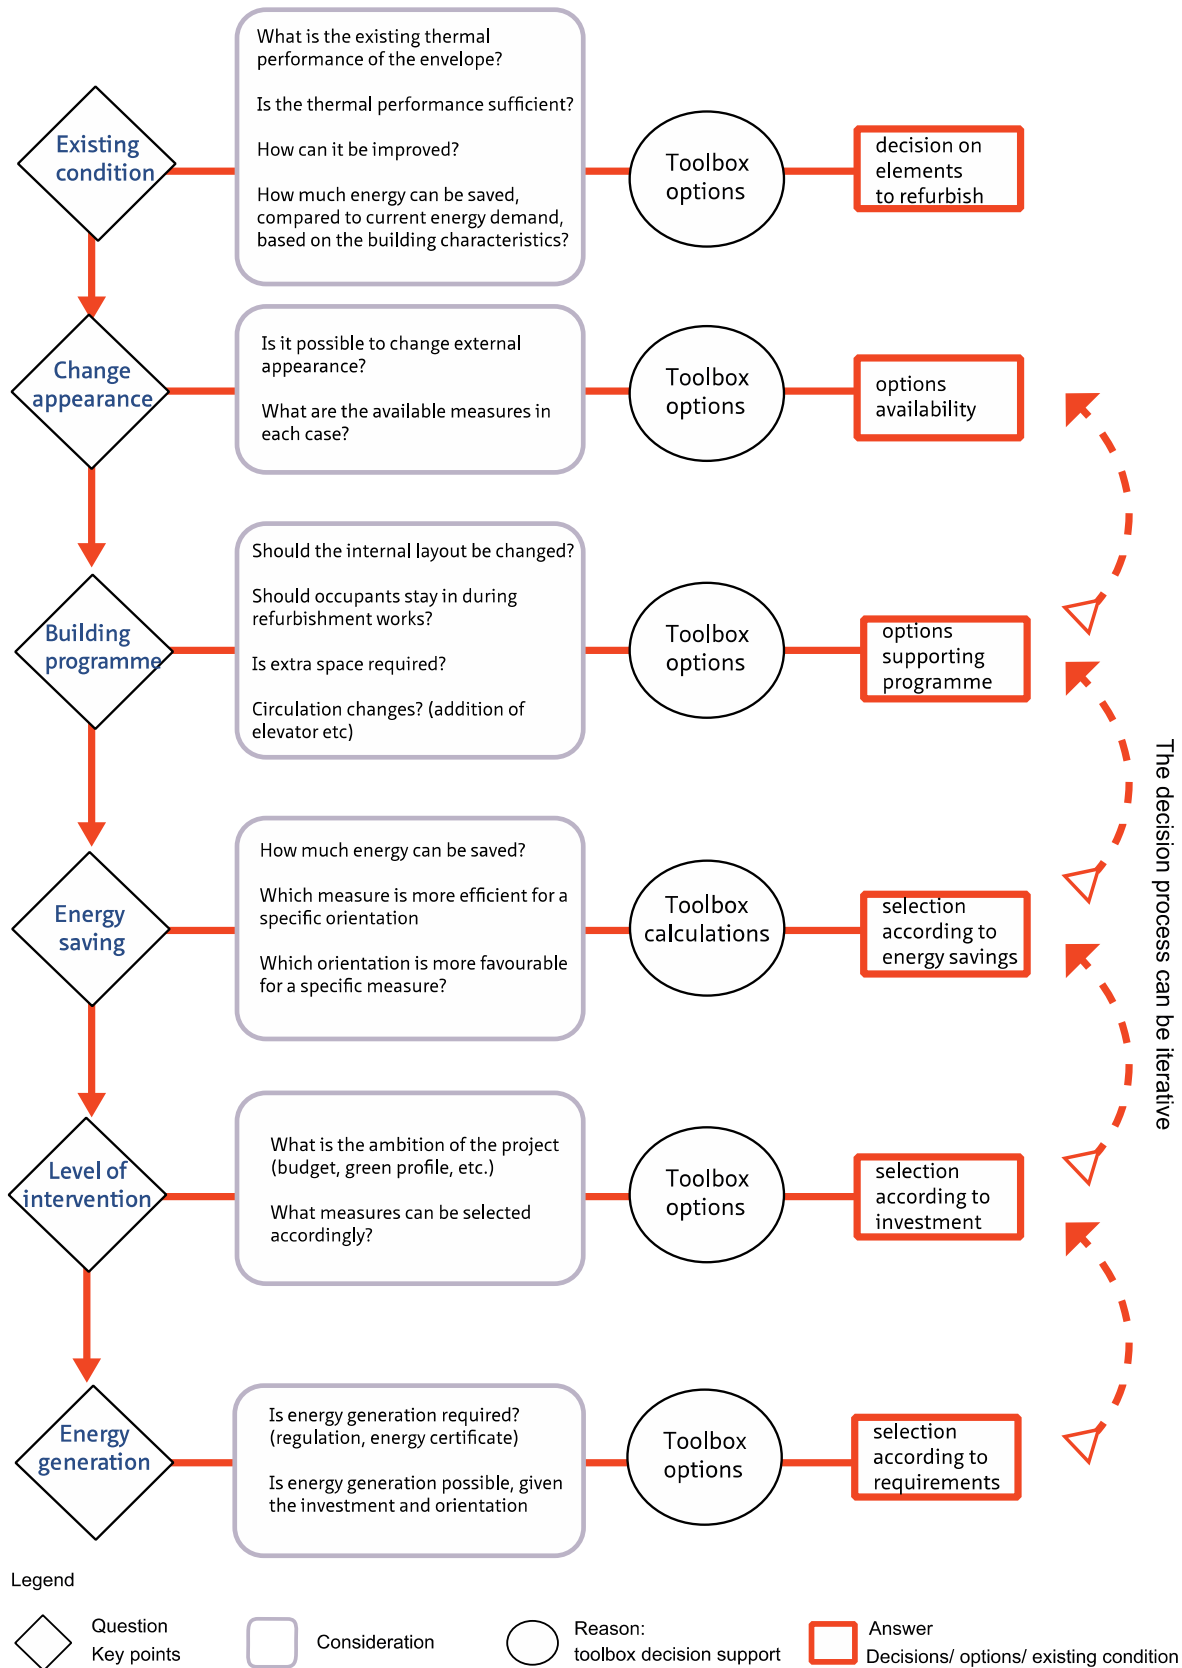 Existing
condition
What is the existing thermal
performance of the envelope?
Is the thermal performance sufficient?
How can it be improved?
How much energy can be saved,
compared to current energy demand,
based on the building characteristics?
Toolbox
options
decision on
elements
to refurbish
Change
appearance
Is it possible to change external
appearance?
What are the available measures in
each case?
Toolbox
options
options
availability
Building
programme
Should the internal layout be changed?
Should occupants stay in during
refurbishment works?
Is extra space required?
Circulation changes? (addition of
elevator etc)
Toolbox
options
options
supporting
programme
Energy
saving
How much energy can be saved?
Which measure is more efficient for a
specific orientation
Which orientation is more favourable
for a specific measure?
Toolbox
calculations
selection
according to
energy savings
Level of
intervention
What is the ambition of the project
(budget, green profile, etc.)
What measures can be selected
accordingly?
Toolbox
options
selection
according to
investment
Energy
generation
Is energy generation required?
(regulation, energy certificate)
Is energy generation possible, given
the investment and orientation
Toolbox
options
selection
according to
requirements
The decision process can be iterative
Legend
Question
Key points
Consideration
Reason:
toolbox decision support
Answer
Decisions/ options/ existing condition